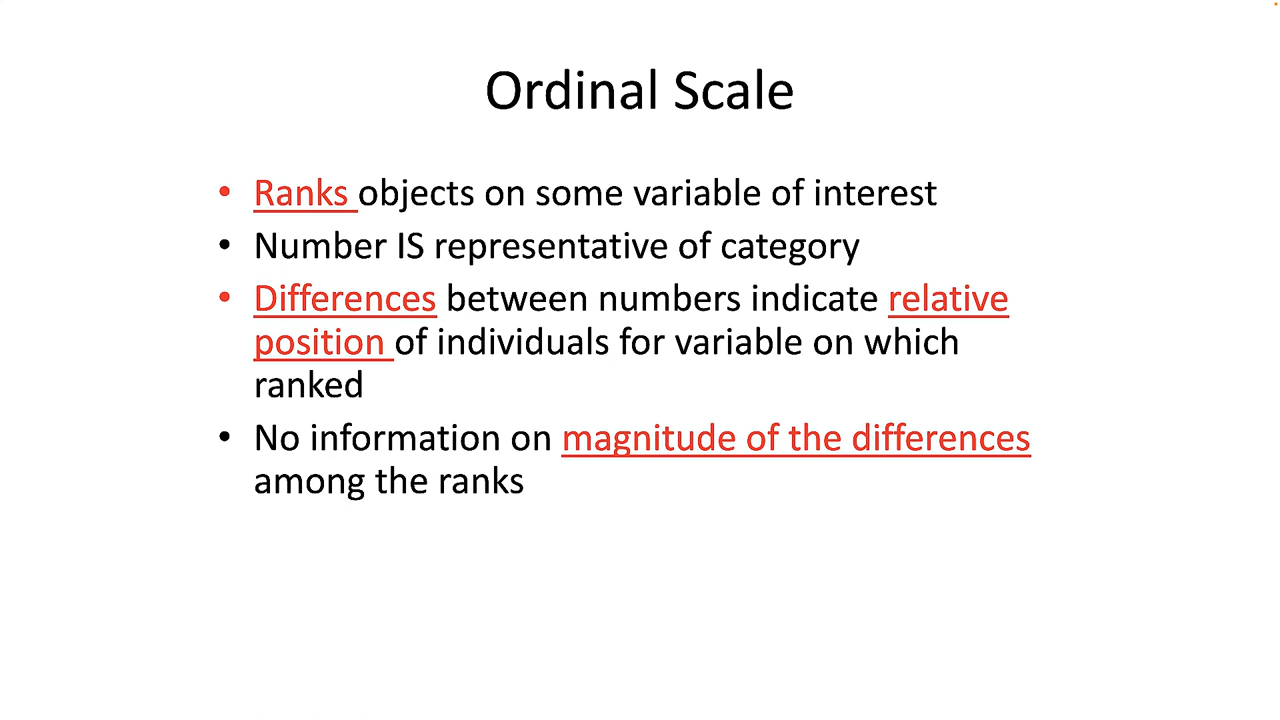 Ordinal Scale
• Ranks objects on some variable of interest
• Number IS representative of category
• Differences between numbers indicate relative
position of individuals for variable on which
ranked
• No information on magnitude of the differences
among the ranks